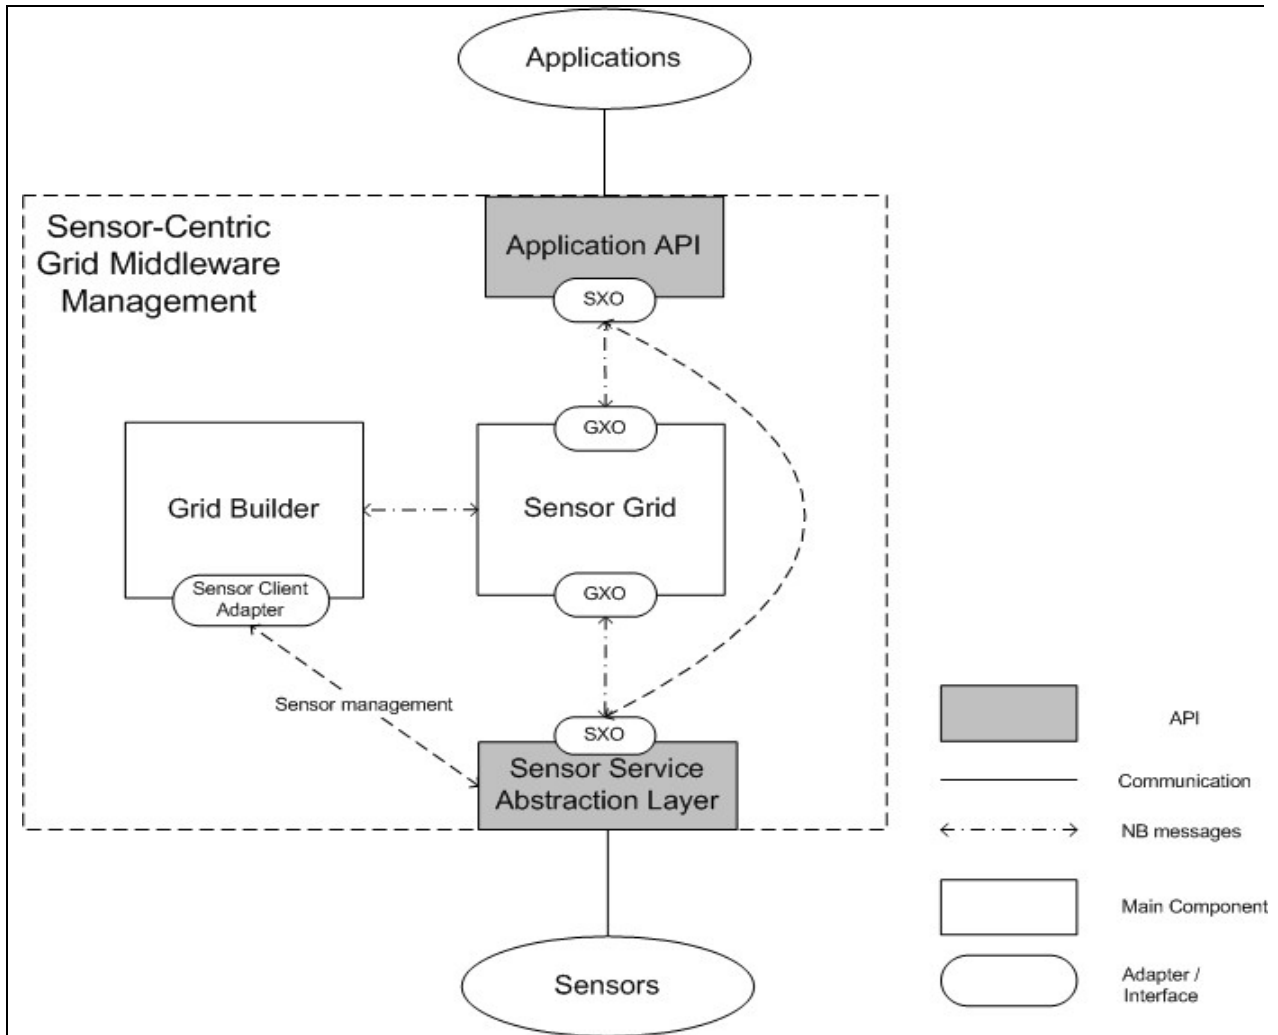 Applications
Sensor-Centric
Grid Middleware
Management
Application API
SXO
GXO
Grid Builder
Sensor Grid
Sensor Client
Adapter
GXO
Sensor management
SXO
Sensor Service
Abstraction Layer
Sensors
API
Communication
NB messages
Main Component
Adapter /
Interface